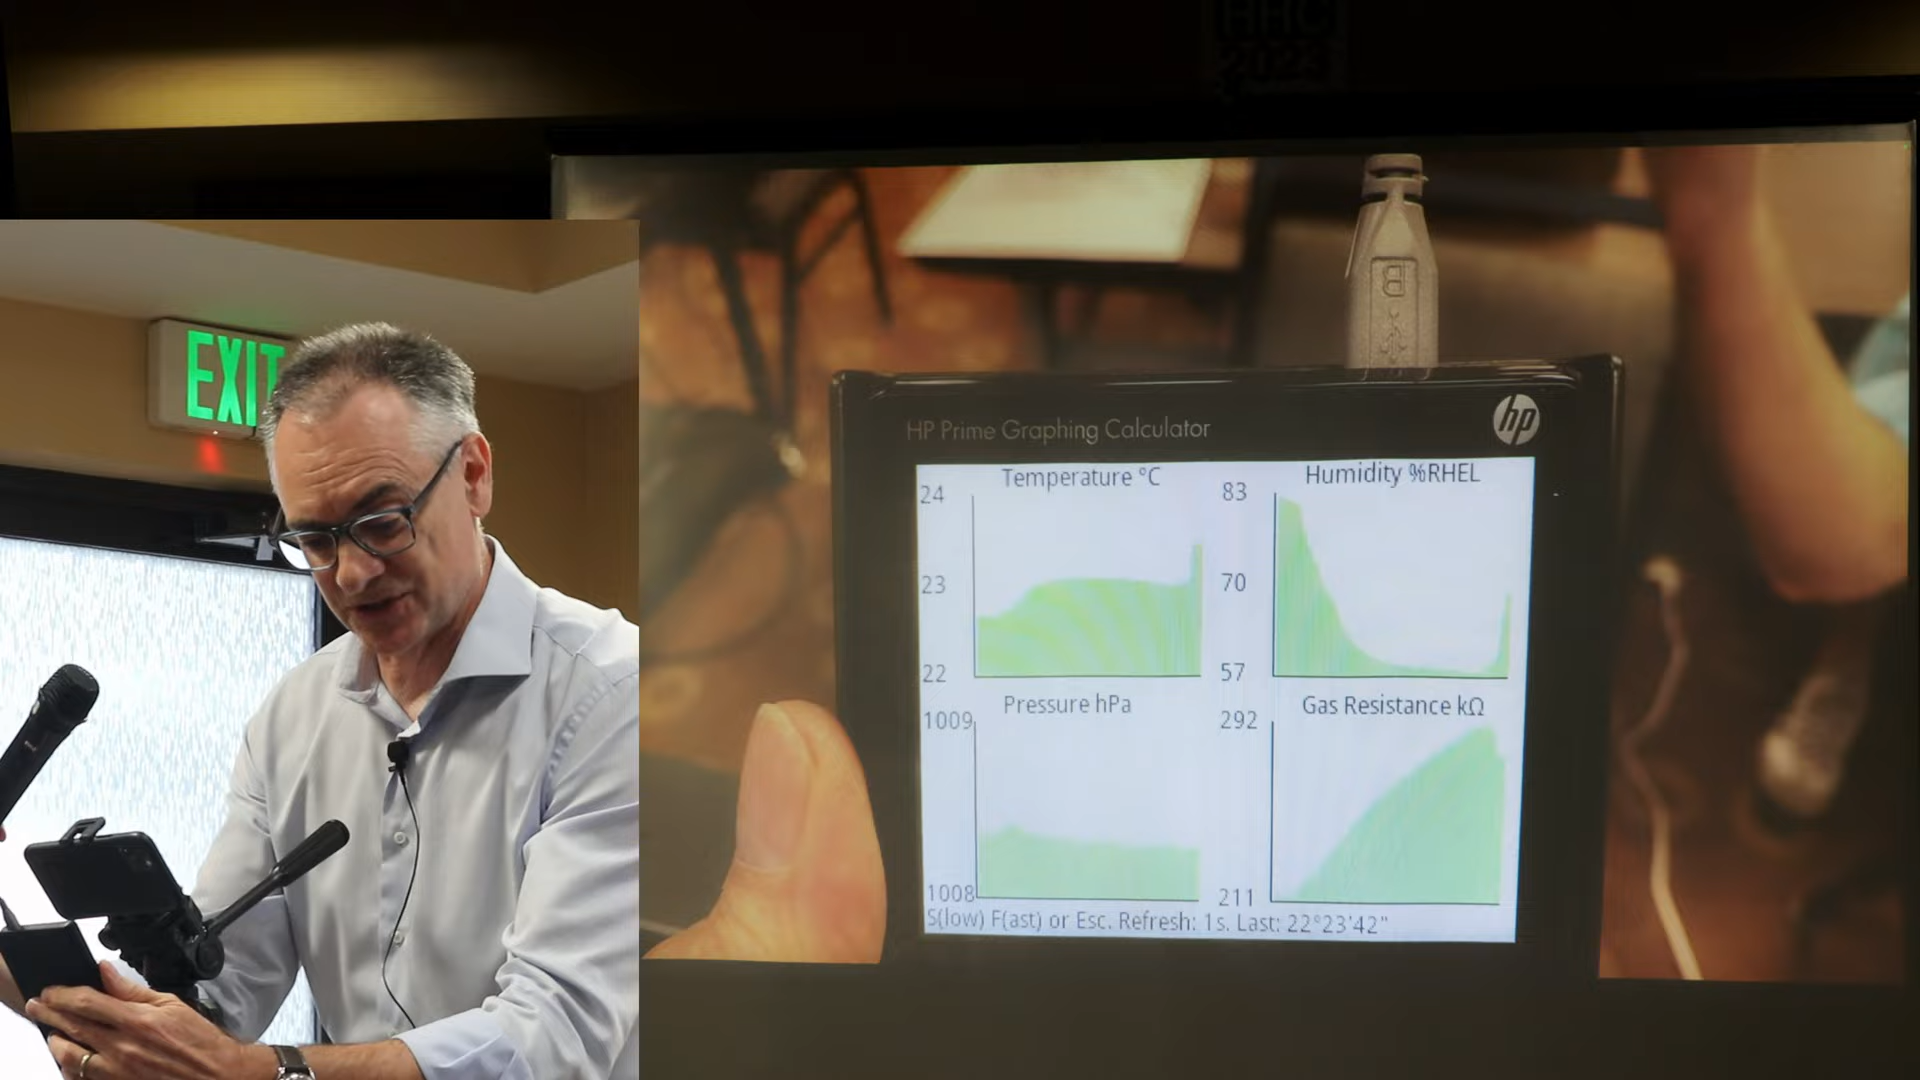 HHC
EXIT
B
HP Prime Graphing Calculator
hp
Temperature °C
24
23
22
Humidity %RHEL
83
70
57
Pressure hPa
1009
1008
Gas Resistance kΩ
292
211
S(low) F(ast) or Esc. Refresh: 1s. Last: 22°23'42"